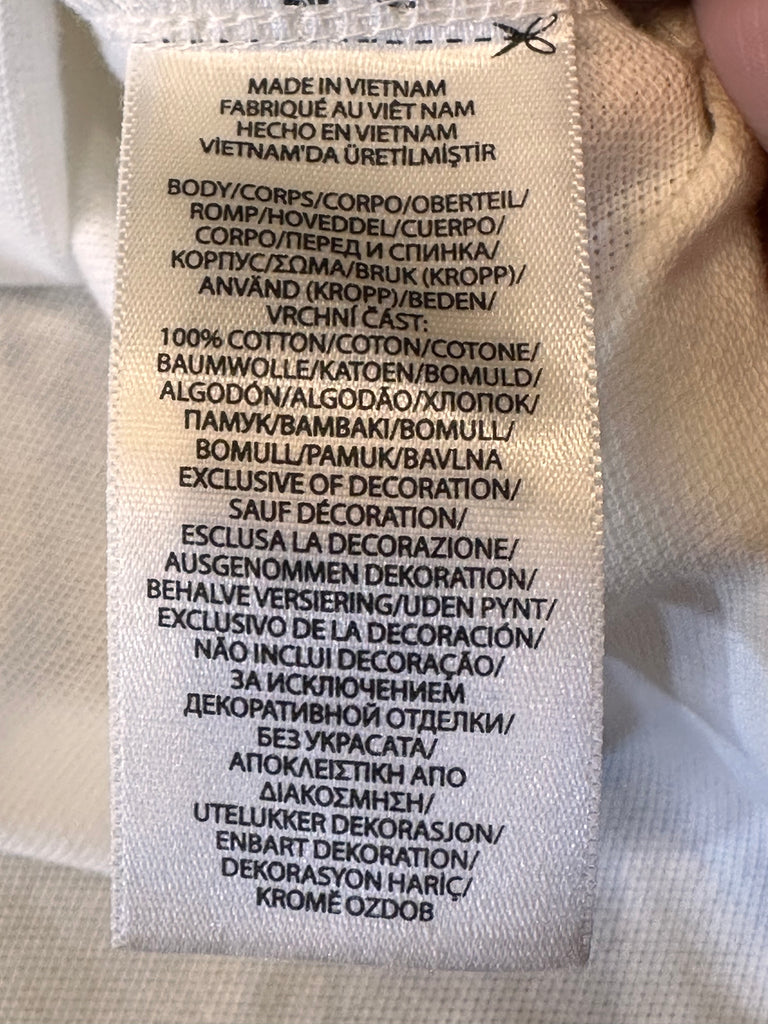 MADE IN VIETNAM
FABRIQUÉ AU VIÊT NAM
HECHO EN VIETNAM
VİETNAM'DA ÜRETİLMİŞTİR
BODY/CORPS/CORPO/OBERTEIL/
ROMP/HOVEDDEL/CUERPO/
CORPO/ПЕРЕД И СПИНКА/
КОРПУС/ΣΩΜΑ/BRUK (KROPP)/
ANVÄND (KROPP)/BEDEN/
VRCHNÍ ČÁST:
100% COTTON/COTON/COTONE/
BAUMWOLLE/KATOEN/BOMULD/
ALGODÓN/ALGODÃO/ХЛОПОК/
ПАМУК/ΒΑΜΒΑΚΙ/BOMULL/
BOMULL/PAMUK/BAVLNA
EXCLUSIVE OF DECORATION/
SAUF DÉCORATION/
ESCLUSA LA DECORAZIONE/
AUSGENOMMEN DEKORATION/
BEHALVE VERSIERING/UDEN PYNT/
EXCLUSIVO DE LA DECORACIÓN/
NÃO INCLUI DECORAÇÃO/
ЗА ИСКЛЮЧЕНИЕМ
ДЕКОРАТИВНОЙ ОТДЕЛКИ/
БЕЗ УКРАСАТА/
ΑΠΟΚΛΕΙΣΤΙΚΗ ΑΠΟ
ΔΙΑΚΟΣΜΗΣΗ/
UTELUKKER DEKORASJON/
ENBART DEKORATION/
DEKORASYON HARİÇ/
KROMĚ OZDOB